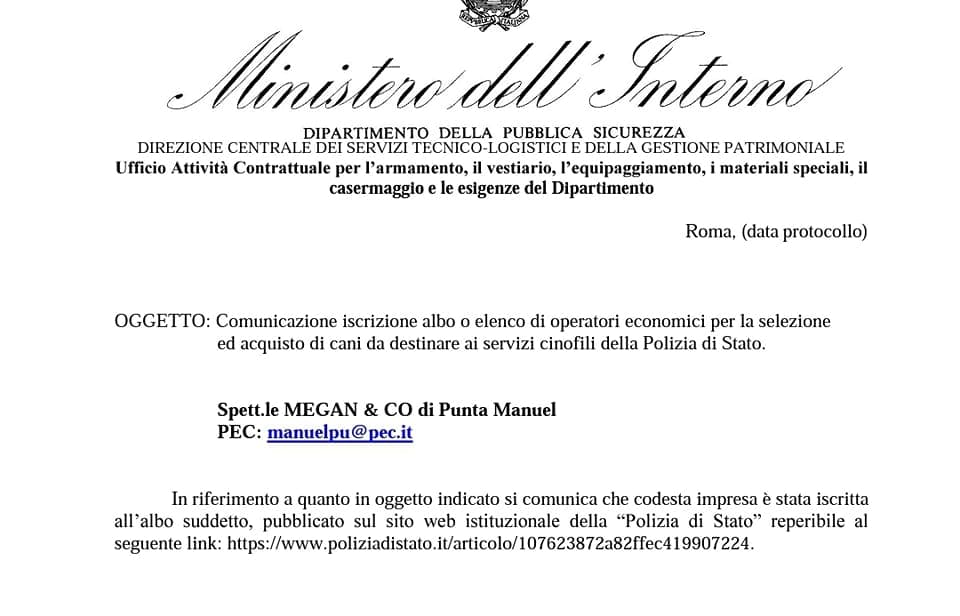 REPUBBLICA ITALIANA
Ministero dell'Interno
DIPARTIMENTO DELLA PUBBLICA SICUREZZA
DIREZIONE CENTRALE DEI SERVIZI TECNICO-LOGISTICI E DELLA GESTIONE PATRIMONIALE
Ufficio Attività Contrattuale per l’armamento, il vestiario, l’equipaggiamento, i materiali speciali, il
casermaggio e le esigenze del Dipartimento
Roma, (data protocollo)
OGGETTO: Comunicazione iscrizione albo o elenco di operatori economici per la selezione
ed acquisto di cani da destinare ai servizi cinofili della Polizia di Stato.
Spett.le MEGAN & CO di Punta Manuel
PEC: manuelpu@pec.it
In riferimento a quanto in oggetto indicato si comunica che codesta impresa è stata iscritta
all’albo suddetto, pubblicato sul sito web istituzionale della “Polizia di Stato” reperibile al
seguente link: https://www.poliziadistato.it/articolo/107623872a82ffec419907224.